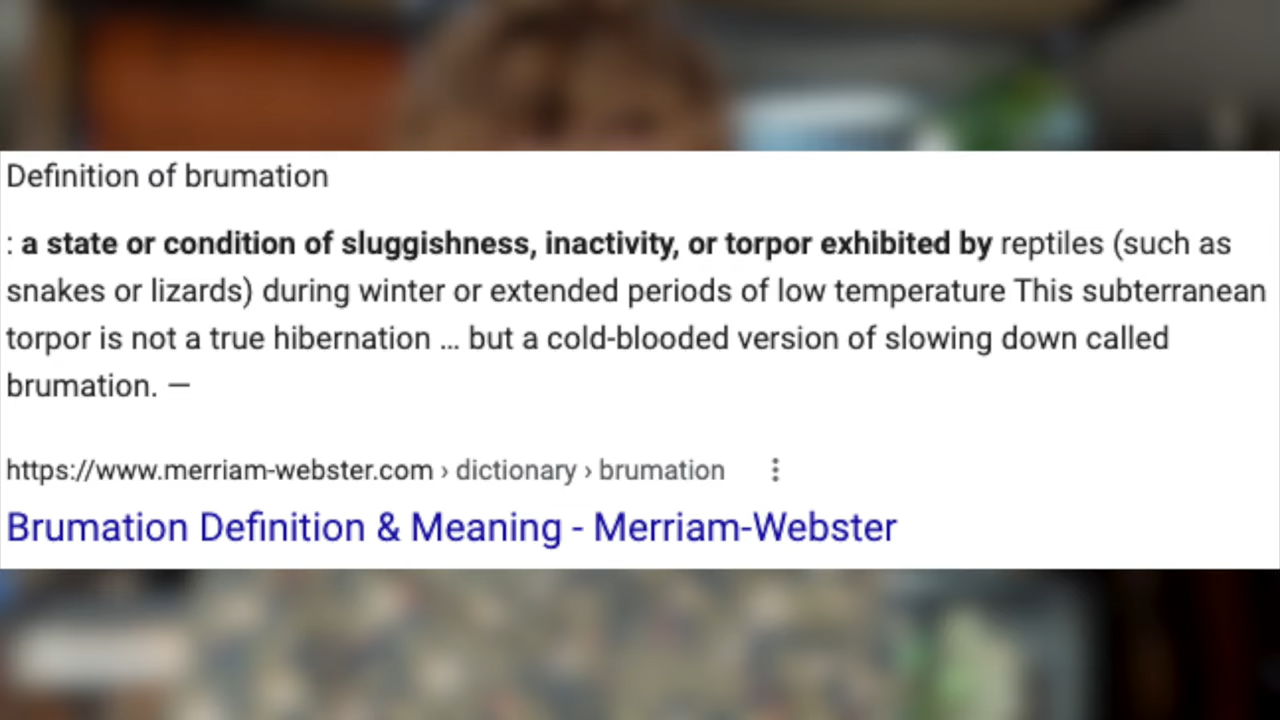 Definition of brumation
: a state or condition of sluggishness, inactivity, or torpor exhibited by reptiles (such as
snakes or lizards) during winter or extended periods of low temperature This subterranean
torpor is not a true hibernation … but a cold-blooded version of slowing down called
brumation. —
https://www.merriam-webster.com › dictionary › brumation
Brumation Definition & Meaning - Merriam-Webster